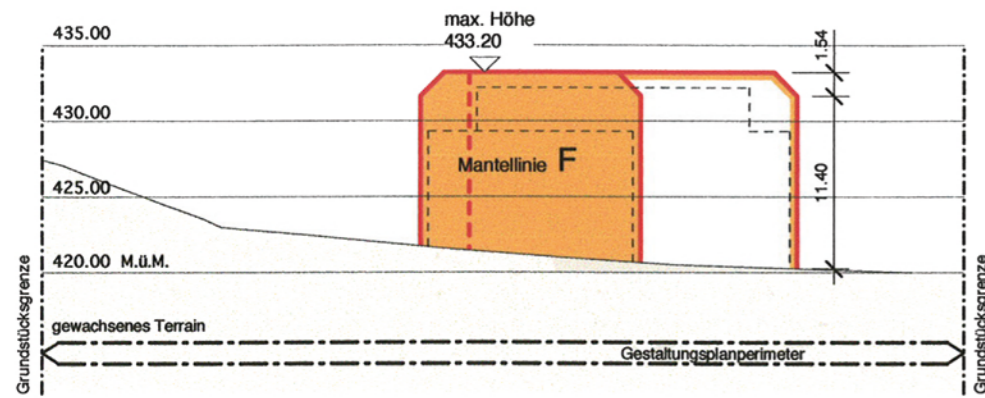 max. Höhe
435.00
433.20
1.54
430.00
Mantellinie F
425.00
11.40
420.00 M.ü.M.
Grundstücksgrenze
gewachsenes Terrain
Gestaltungsplanperimeter
Grundstücksgrenze